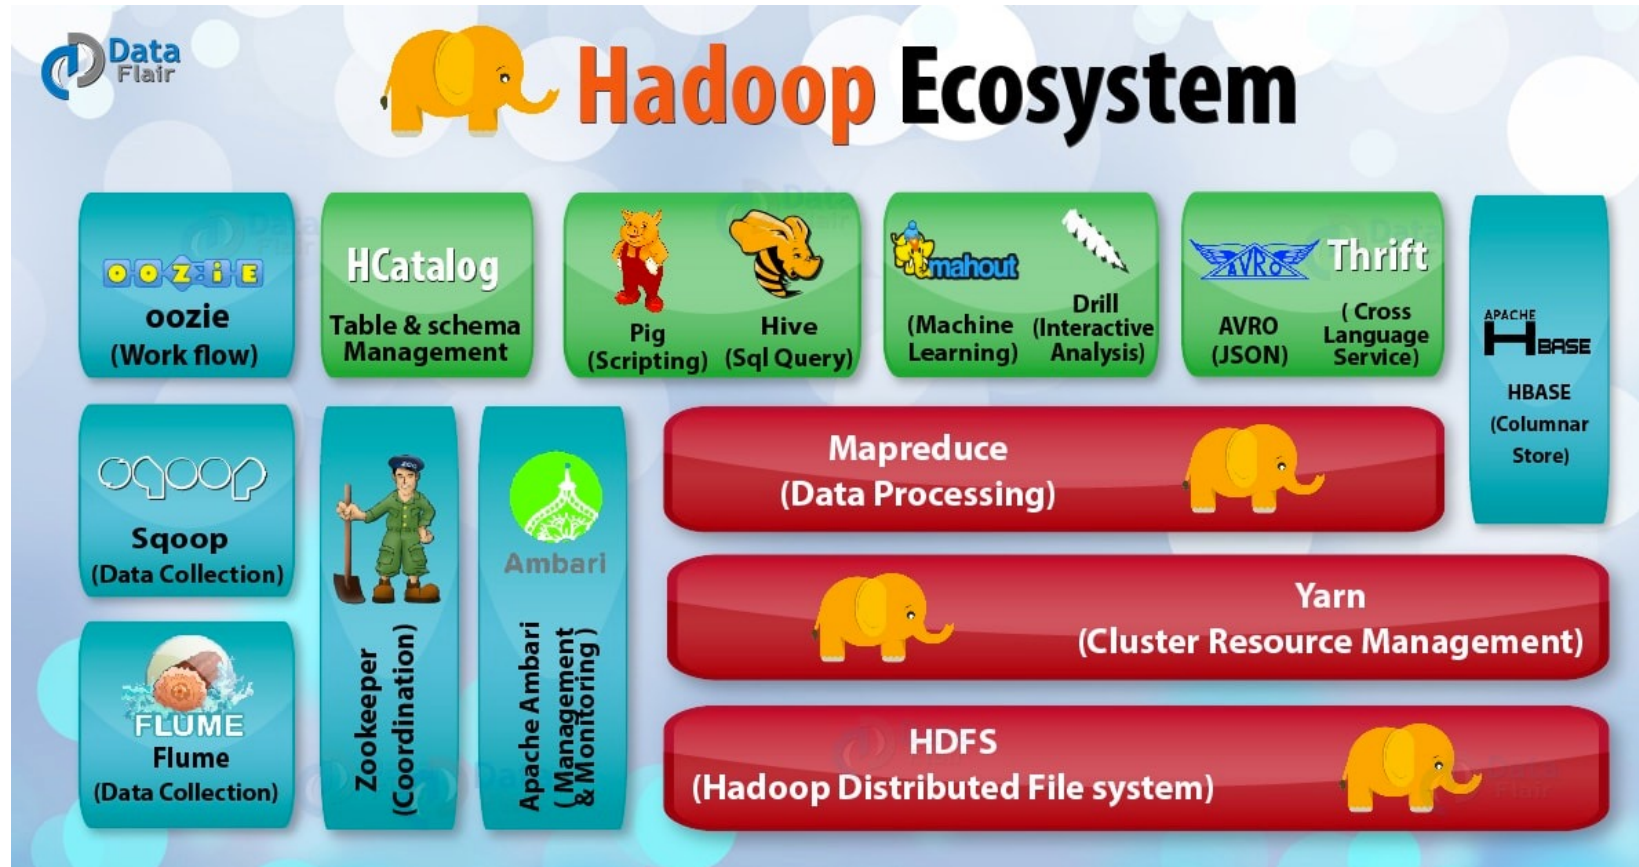 Data
Flair
Hadoop Ecosystem
OOZIE
oozie
(Work flow)
HCatalog
Table & schema
Management
Pig
(Scripting)
Hive
(Sql Query)
mahout
(Machine
Learning)
Drill
(Interactive
Analysis)
AVRO
AVRO
(JSON)
Thrift
( Cross
Language
Service)
APACHE
HBASE
HBASE
(Columnar
Store)
sqoop
Sqoop
(Data Collection)
FLUME
Flume
(Data Collection)
Zookeeper
(Coordination)
Ambari
Apache Ambari
( Management
& Monitoring )
Mapreduce
(Data Processing)
Yarn
(Cluster Resource Management)
HDFS
(Hadoop Distributed File system)